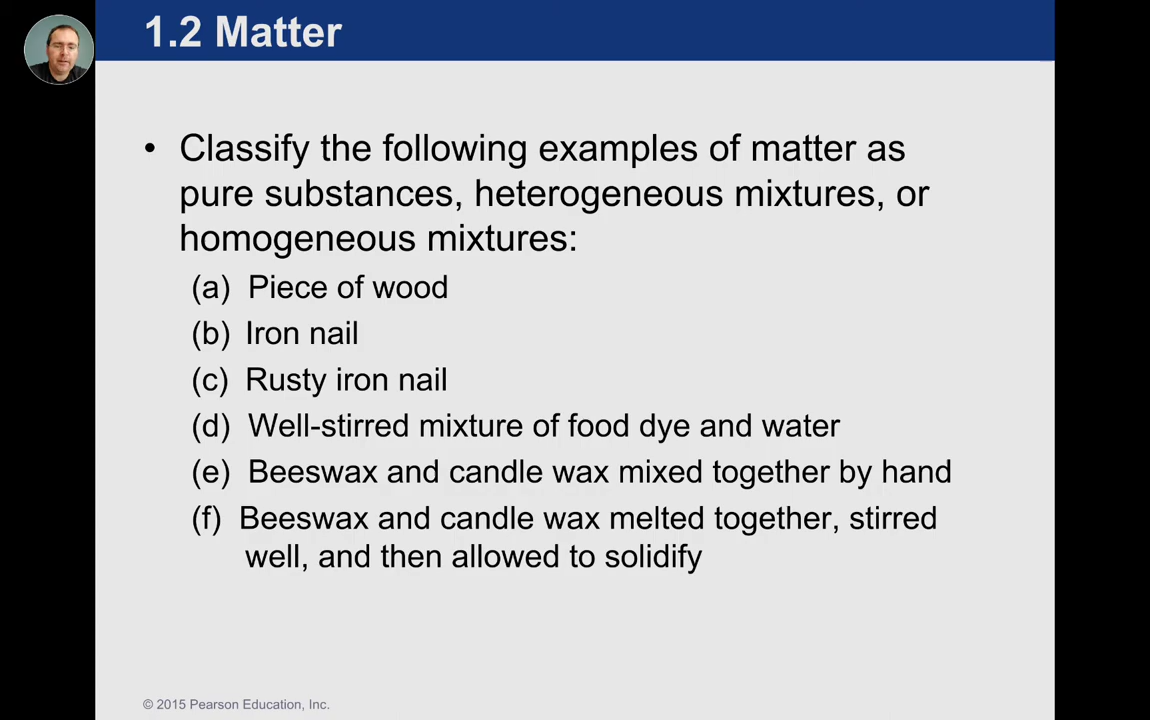 1.2 Matter
• Classify the following examples of matter as
pure substances, heterogeneous mixtures, or
homogeneous mixtures:
(a) Piece of wood
(b) Iron nail
(c) Rusty iron nail
(d) Well-stirred mixture of food dye and water
(e) Beeswax and candle wax mixed together by hand
(f) Beeswax and candle wax melted together, stirred
well, and then allowed to solidify
© 2015 Pearson Education, Inc.